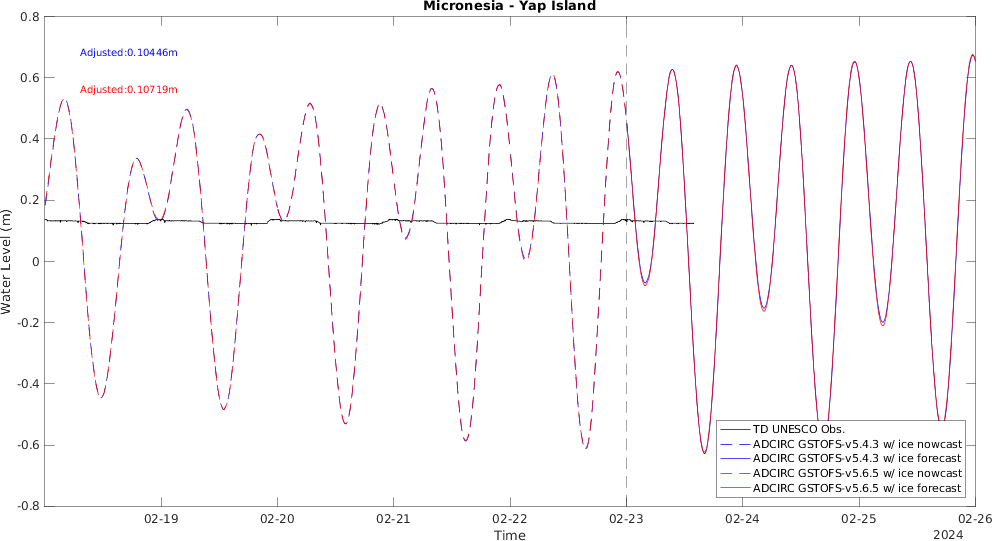 Micronesia - Yap Island
Adjusted:0.10446m
Adjusted:0.10719m
Water Level (m)
0.8
0.6
0.4
0.2
0
-0.2
-0.4
-0.6
-0.8
TD UNESCO Obs.
ADCIRC GSTOFS-v5.4.3 w/ ice nowcast
ADCIRC GSTOFS-v5.4.3 w/ ice forecast
ADCIRC GSTOFS-v5.6.5 w/ ice nowcast
ADCIRC GSTOFS-v5.6.5 w/ ice forecast
02-19 02-20 02-21 02-22 02-23 02-24 02-25 02-26
Time
2024